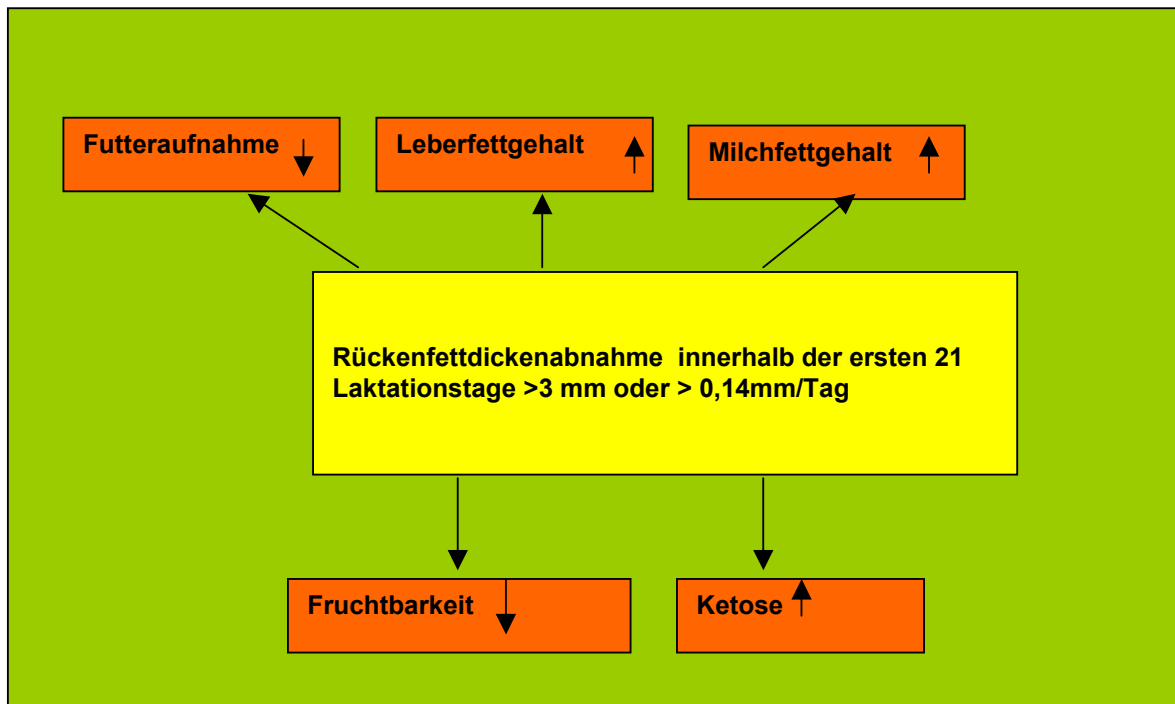 Futteraufnahme
Leberfettgehalt
Milchfettgehalt
Rückenfettdickenabnahme innerhalb der ersten 21
Laktationstage >3 mm oder > 0,14mm/Tag
Fruchtbarkeit
Ketose